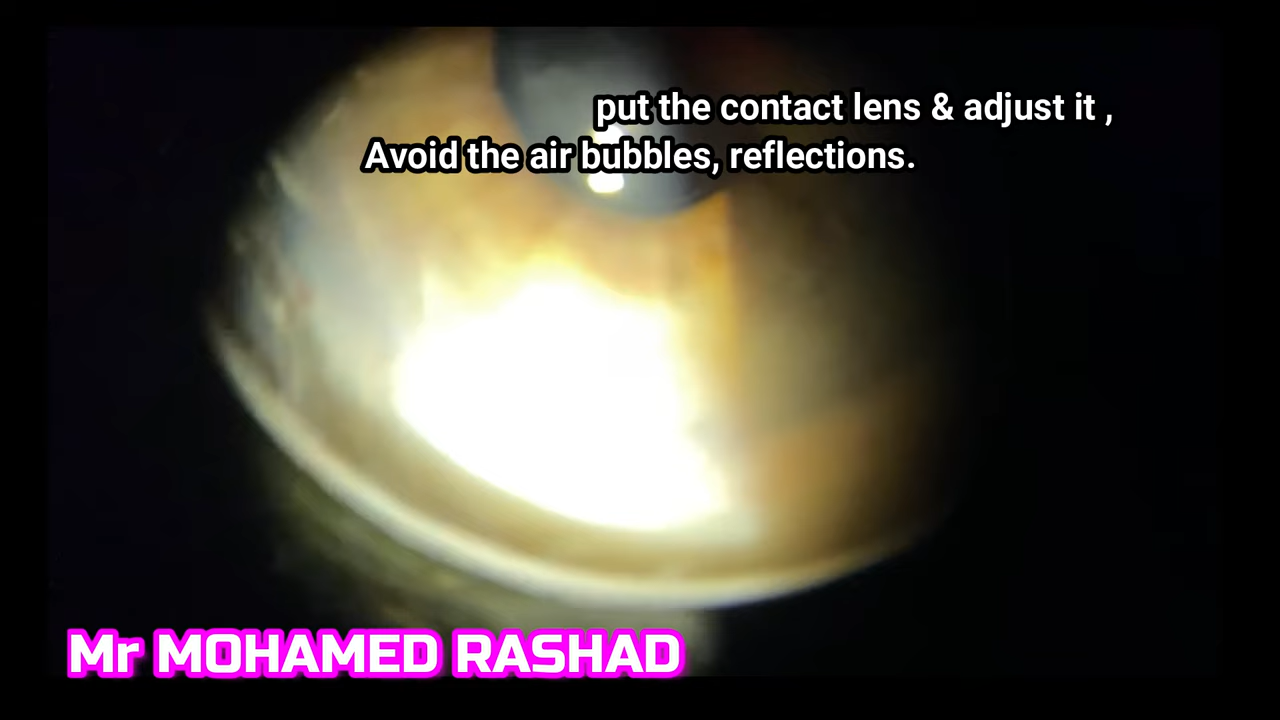 put the contact lens & adjust it ,
Avoid the air bubbles, reflections.
Mr MOHAMED RASHAD